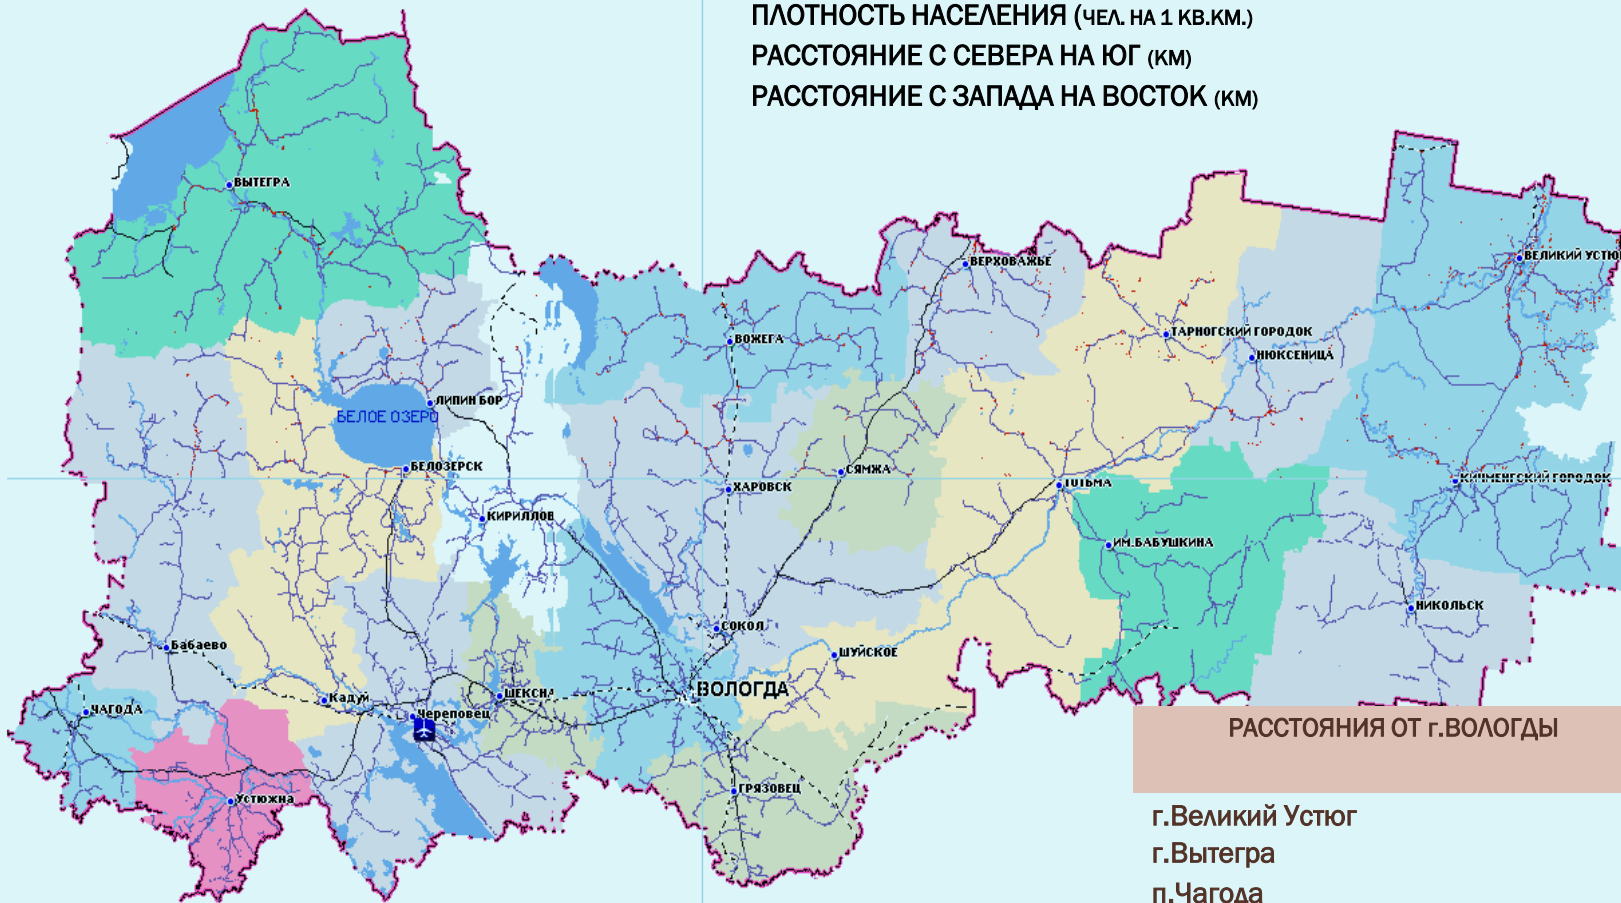 ПЛОТНОСТЬ НАСЕЛЕНИЯ (ЧЕЛ. НА 1 КВ.КМ.)
РАССТОЯНИЕ С СЕВЕРА НА ЮГ (КМ)
РАССТОЯНИЕ С ЗАПАДА НА ВОСТОК (КМ)
ВЫТЕГРА
ВЕРХОВАЖЬЕ
ВЕЛИКИЙ УСТЮ
ТАРНОГСКИЙ ГОРОДОК
ВОЖЕГА
НЮКСЕНИЦА
ЛИПИН БОР
БЕЛОЕ ОЗЕРО
БЕЛОЗЕРСК
СЯМЖА
КИЧМЕНГСКИЙ ГОРОДОК
ТОТЬМА
ХАРОВСК
КИРИЛЛОВ
ИМ.БАБУШКИНА
НИКОЛЬСК
СОКОЛ
Бабаево
ШУЙСКОЕ
ВОЛОГДА
ШЕКСНА
Кадуй
ЧАГОДА
Череповец
РАССТОЯНИЯ ОТ г.ВОЛОГДЫ
ГРЯЗОВЕЦ
Устюжна
г.Великий Устюг
г.Вытегра
п.Чагода